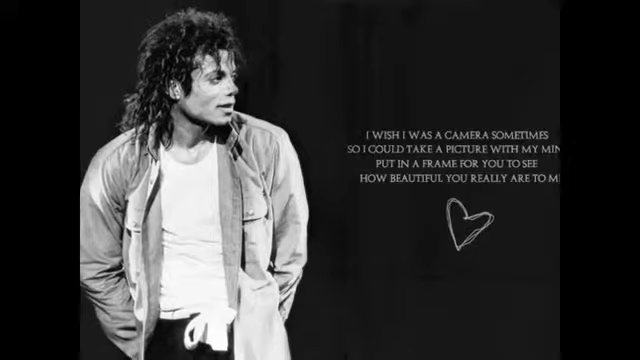 I WISH I WAS A CAMERA SOMETIMES
SO I COULD TAKE A PICTURE WITH MY MIN
PUT IN A FRAME FOR YOU TO SEE
HOW BEAUTIFUL YOU REALLY ARE TO M